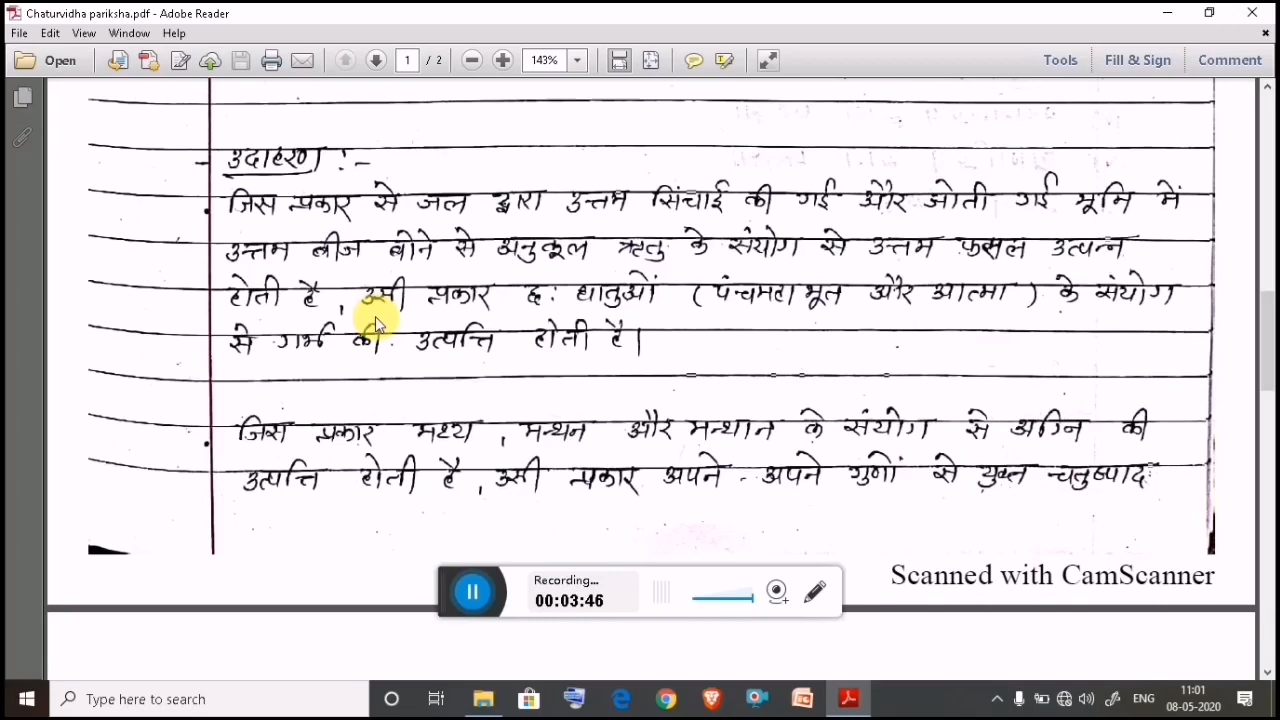 Chaturvidha pariksha.pdf - Adobe Reader
File Edit View Window Help
Open 1 / 2 143% Tools Fill & Sign Comment
- उदाहरण :-
• जिस प्रकार से जल द्वारा उत्तम सिंचाई की गई और जोती गई भूमि में
उत्तम बीज बोने से अनुकूल ऋतु के संयोग से उत्तम फसल उत्पन्न
होती है , उसी प्रकार छः धातुओं ( पंचमहाभूत और आत्मा ) के संयोग
से गर्भ की उत्पत्ति होती है।
• जिस प्रकार मथ्य , मन्थन और मन्थान के संयोग से अग्नि की
उत्पत्ति होती है , उसी प्रकार अपने - अपने गुणों से युक्त चतुष्पाद
Scanned with CamScanner
Recording...
00:03:46
Type here to search
ENG
11:01
08-05-2020